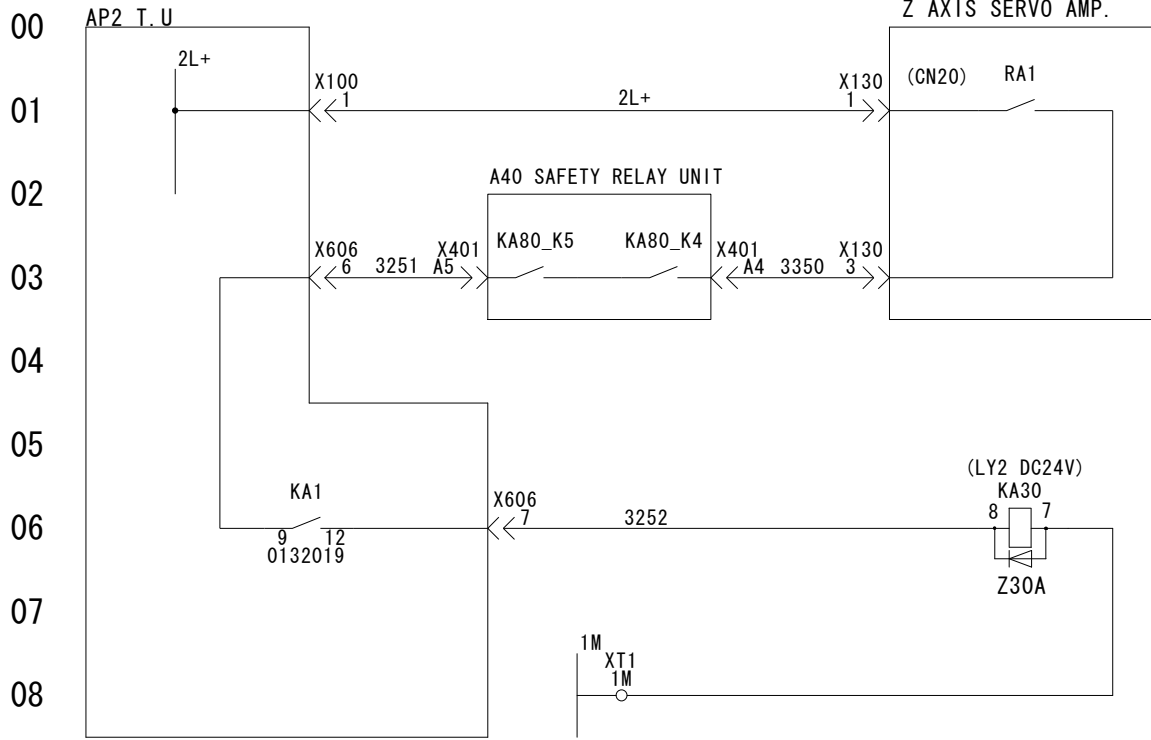 00
AP2 T.U
Z AXIS SERVO AMP.
2L+
X100
1
2L+
X130
1
(CN20)
RA1
01
A40 SAFETY RELAY UNIT
02
KA80_K5
KA80_K4
X606
6
3251
X401
A5
X401
A4
3350
X130
3
03
04
05
(LY2 DC24V)
KA30
KA1
X606
7
3252
8
7
06
9
12
0132019
Z30A
07
1M
XT1
1M
08